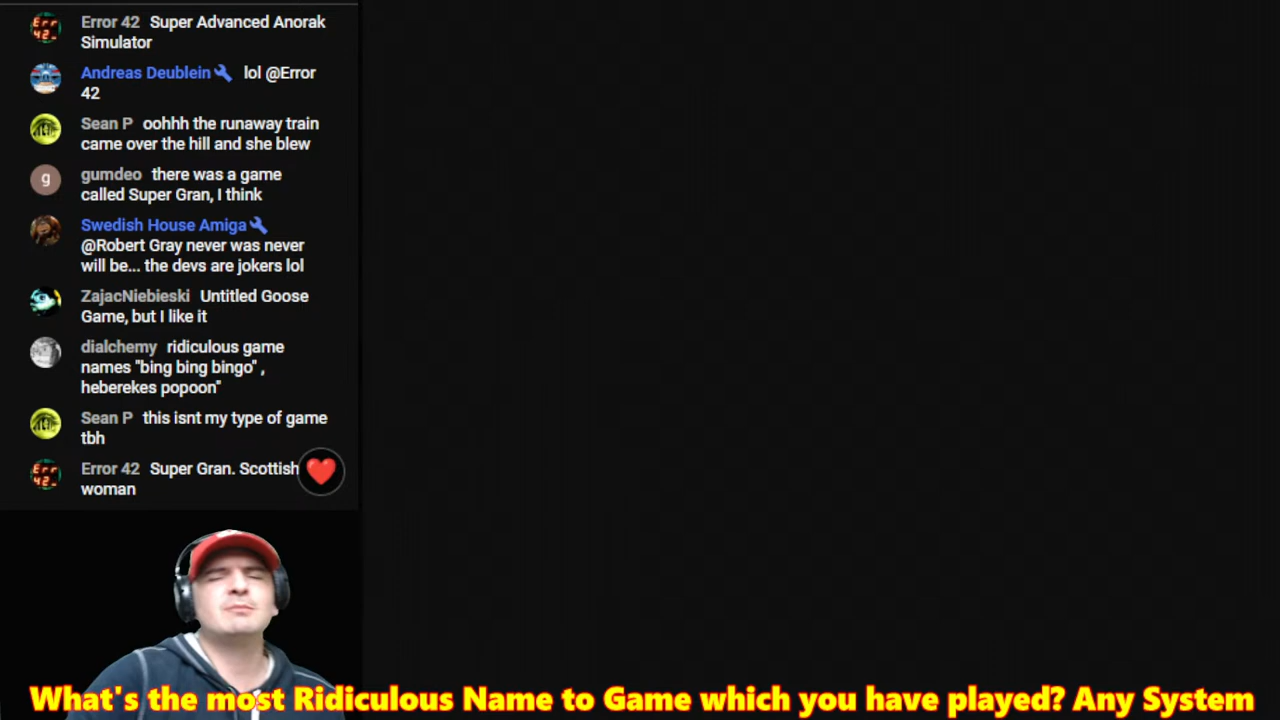 Error 42 Super Advanced Anorak
Simulator
Andreas Deublein lol @Error
42
Sean P oohhh the runaway train
came over the hill and she blew
g gumdeo there was a game
called Super Gran, I think
Swedish House Amiga
@Robert Gray never was never
will be... the devs are jokers lol
ZajacNiebieski Untitled Goose
Game, but I like it
dialchemy ridiculous game
names "bing bing bingo" ,
heberekes popoon"
Sean P this isnt my type of game
tbh
Error 42 Super Gran. Scottish
woman
What's the most Ridiculous Name to Game which you have played? Any System